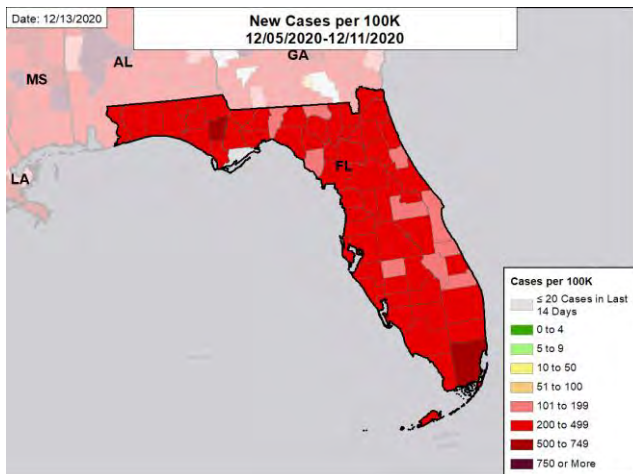 Date: 12/13/2020
New Cases per 100K
12/05/2020-12/11/2020
MS
AL
GA
LA
FL
Cases per 100K
≤ 20 Cases in Last
14 Days
0 to 4
5 to 9
10 to 50
51 to 100
101 to 199
200 to 499
500 to 749
750 or More